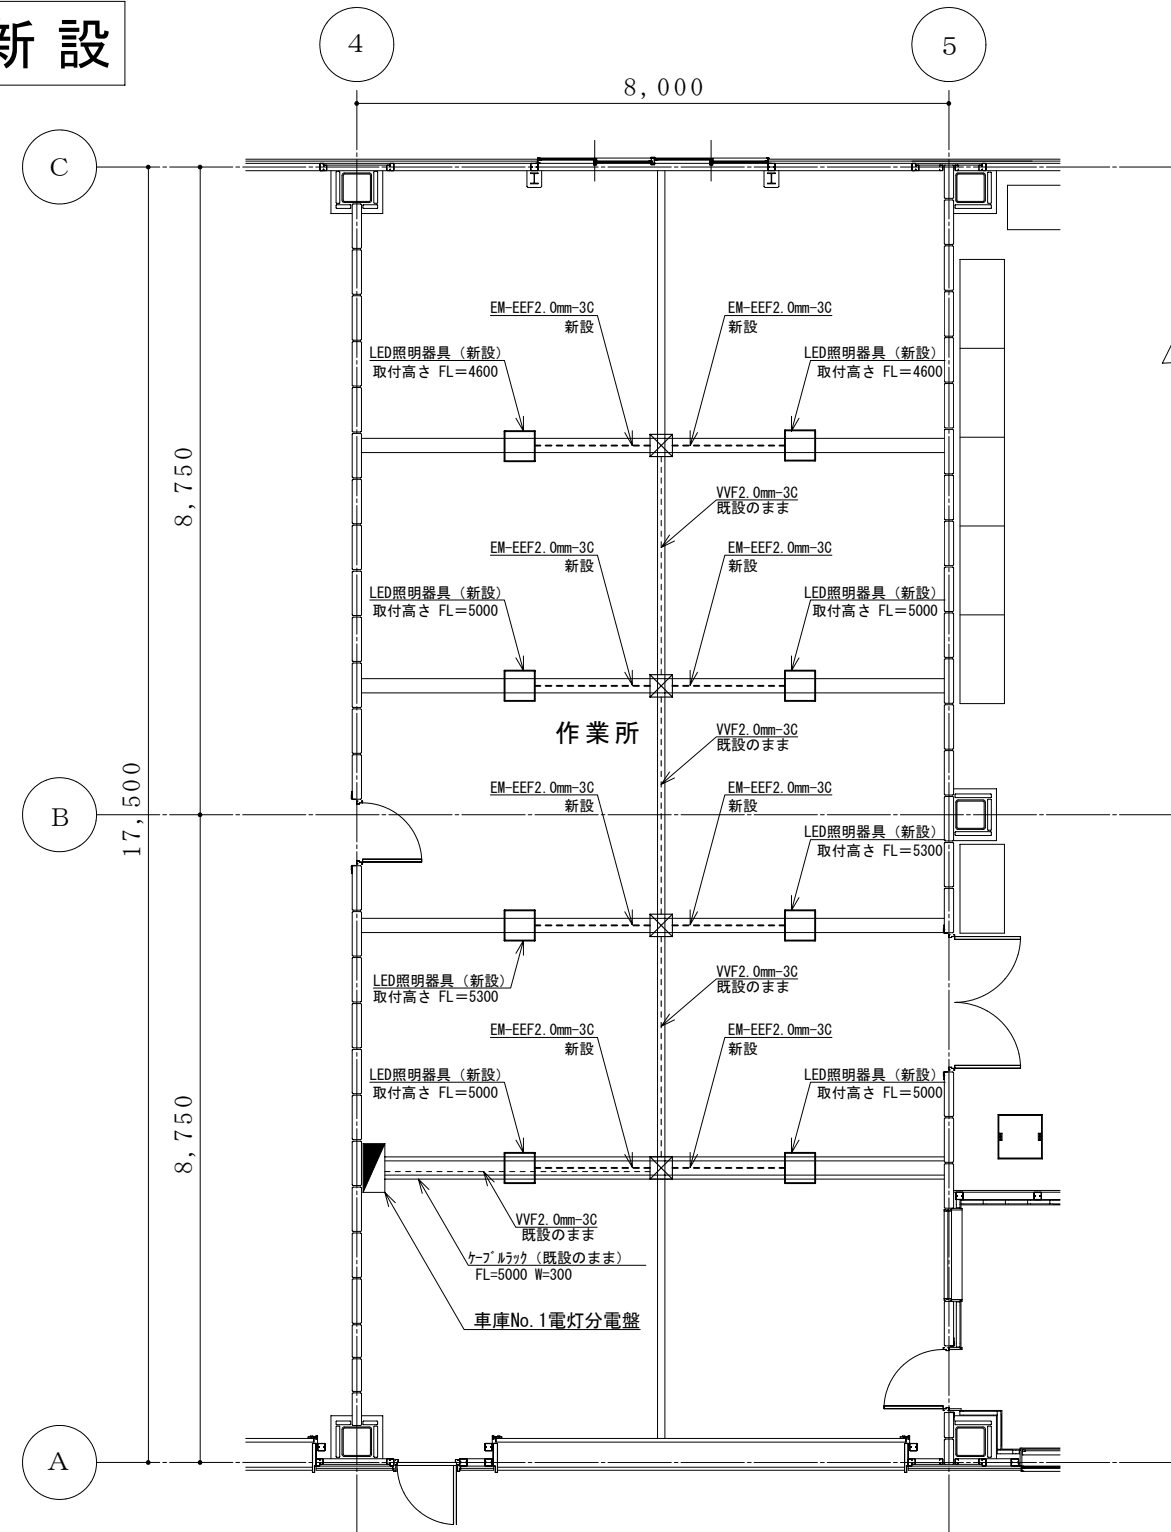 新設
4
5
8,000
C
EM-EEF2.0mm-3C
新設
EM-EEF2.0mm-3C
新設
LED照明器具（新設）
取付高さ FL=4600
LED照明器具（新設）
取付高さ FL=4600
8,750
VVF2.0mm-3C
既設のまま
EM-EEF2.0mm-3C
新設
EM-EEF2.0mm-3C
新設
LED照明器具（新設）
取付高さ FL=5000
LED照明器具（新設）
取付高さ FL=5000
作業所
VVF2.0mm-3C
既設のまま
17,500
B
EM-EEF2.0mm-3C
新設
EM-EEF2.0mm-3C
新設
LED照明器具（新設）
取付高さ FL=5300
LED照明器具（新設）
取付高さ FL=5300
VVF2.0mm-3C
既設のまま
EM-EEF2.0mm-3C
新設
EM-EEF2.0mm-3C
新設
LED照明器具（新設）
取付高さ FL=5000
LED照明器具（新設）
取付高さ FL=5000
8,750
VVF2.0mm-3C
既設のまま
ケーブルラック（既設のまま）
FL=5000 W=300
車庫No.1電灯分電盤
A